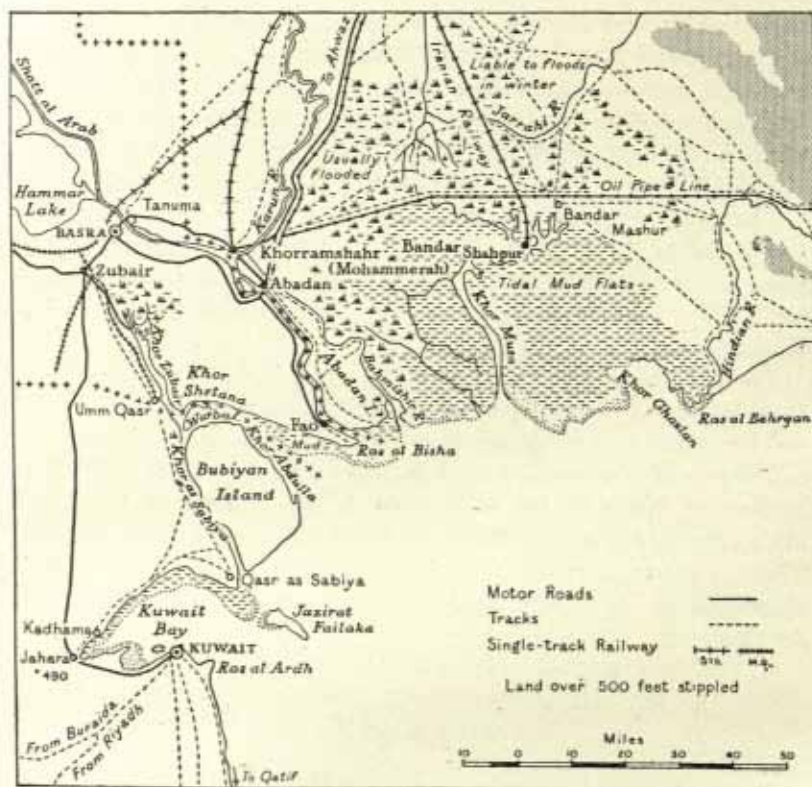 Shatt al Arab
To Ahwaz
Iranian
Railway
Liable to floods
in winter
Jarrahi R.
Usually
Flooded
Karun R.
Hammar
Lake
Tanuma
BASRA
Oil Pipe Line
Bandar
Mashur
Bandar
Shahpur
Khorramshahr
(Mohammerah)
Zubair
Abadan
Tidal Mud Flats
Khor Musa
Khor Zubair
Khor
Shetana
Abadan I.
Bahmishir R.
Hindian R.
Umm Qasr
Warba
Fao
Mud
Khor Ghazlan
Ras al Behrgan
Ras al Bisha
Khor Abdulla
Bubiyan
Island
Khor as Sabiya
Qasr as Sabiya
Jazirat
Failaka
Kadhama
Kuwait
Bay
Jahara
490
KUWAIT
Ras al Ardh
From Buraida
From Riyadh
To Qatif
Motor Roads
Tracks
Single-track Railway
Std. M.G.
Land over 500 feet stippled
Miles
10 0 10 20 30 40 50